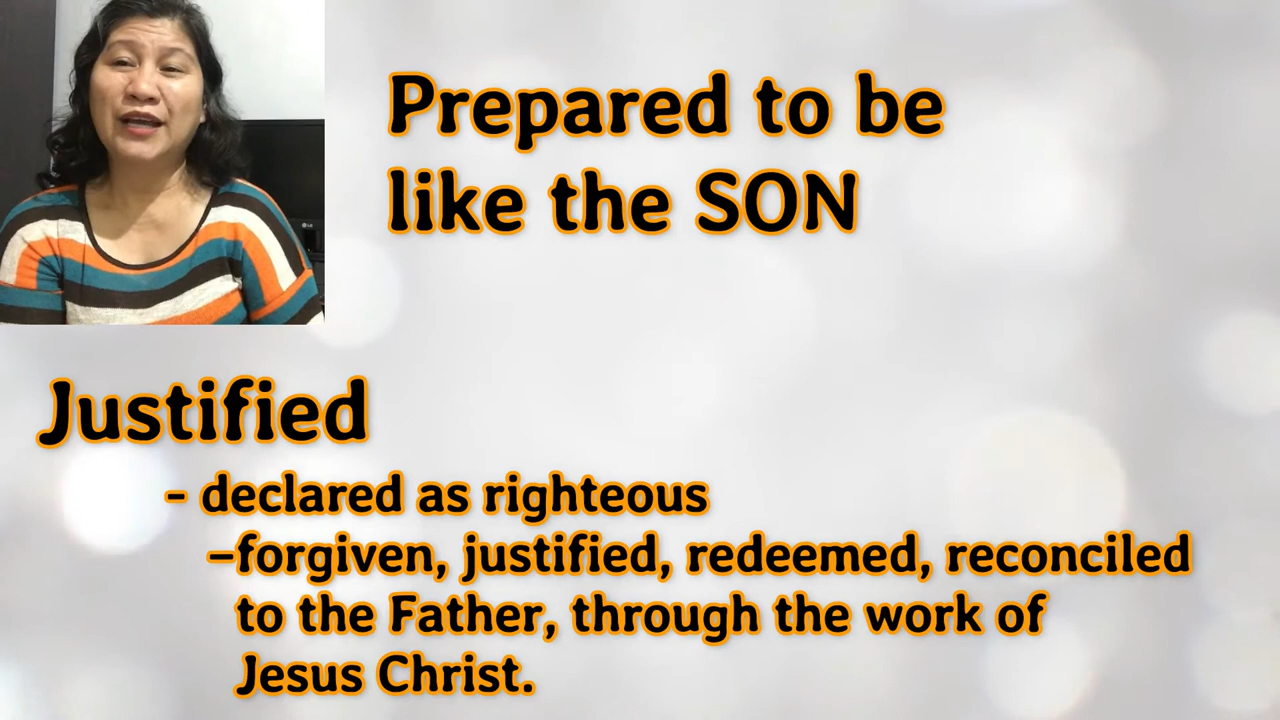 Prepared to be
like the SON
LG
Justified
- declared as righteous
–forgiven, justified, redeemed, reconciled
to the Father, through the work of
Jesus Christ.